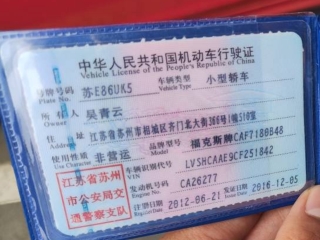 中华人民共和国机动车行驶证
Vehicle License of the People's Republic of China
号牌号码 苏E86UK5 车辆类型 小型轿车
Plate No. Vehicle Type
所有人 吴青云
Owner
住址 江苏省苏州市相城区齐门北大街366号1幢510室
Address
使用性质 非营运 品牌型号 福克斯牌CAF7180B48
Use Character Model
江苏省苏州
市公安局交
通警察支队
车辆识别代号 LVSHCAAE9CF251842
VIN
发动机号码 CA26277
Engine No.
注册日期 2012-06-21 发证日期 2016-12-05
Register Date Issue Date